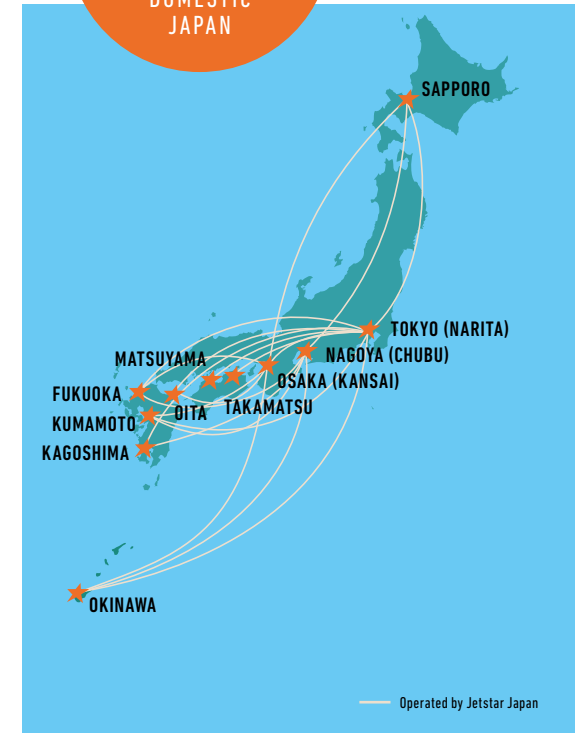 DOMESTIC
JAPAN
SAPPORO
TOKYO (NARITA)
NAGOYA (CHUBU)
MATSUYAMA
OSAKA (KANSAI)
FUKUOKA
OITA
TAKAMATSU
KUMAMOTO
KAGOSHIMA
OKINAWA
Operated by Jetstar Japan